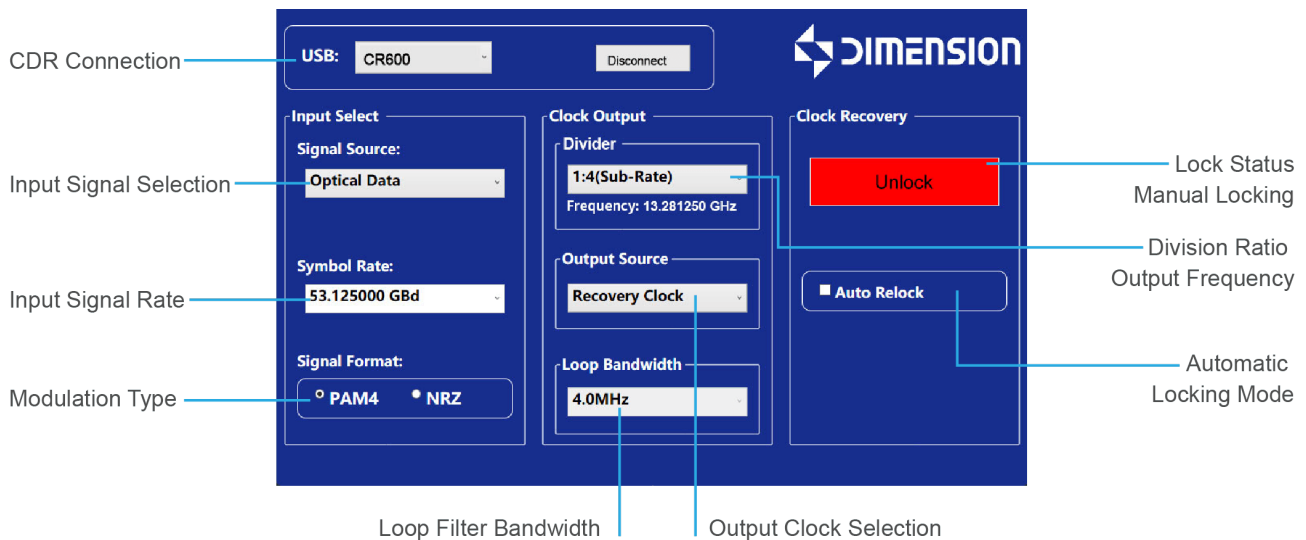 CDR Connection
USB:
CR600
Disconnect
DIMENSION
Input Select
Signal Source:
Optical Data
Input Signal Selection
Symbol Rate:
53.125000 GBd
Input Signal Rate
Signal Format:
PAM4
NRZ
Modulation Type
Clock Output
Divider
1:4(Sub-Rate)
Frequency: 13.281250 GHz
Output Source
Recovery Clock
Loop Bandwidth
4.0MHz
Clock Recovery
Unlock
Auto Relock
Lock Status
Manual Locking
Division Ratio
Output Frequency
Automatic
Locking Mode
Loop Filter Bandwidth
Output Clock Selection